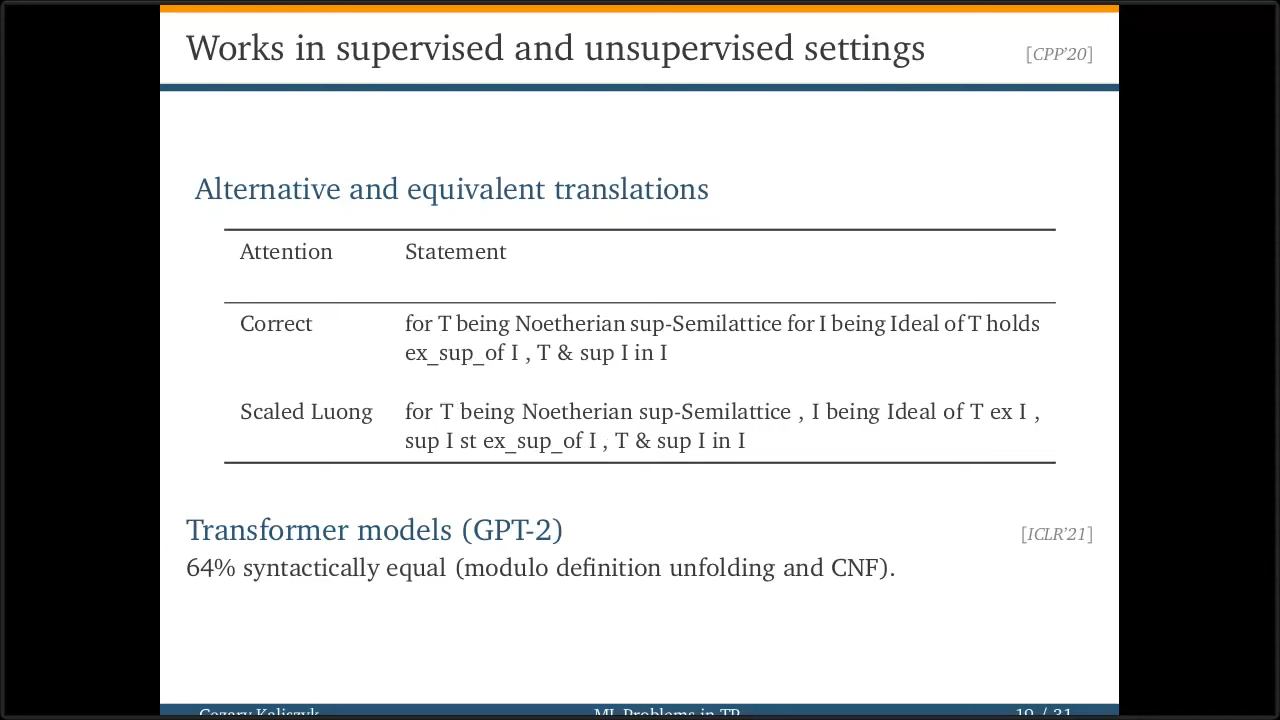 Works in supervised and unsupervised settings [CPP'20]
Alternative and equivalent translations
Attention Statement
Correct for T being Noetherian sup-Semilattice for I being Ideal of T holds
ex_sup_of I , T & sup I in I
Scaled Luong for T being Noetherian sup-Semilattice , I being Ideal of T ex I ,
sup I st ex_sup_of I , T & sup I in I
Transformer models (GPT-2) [ICLR'21]
64% syntactically equal (modulo definition unfolding and CNF).
Cezary Kaliszyk ML Problems in TP 19 / 31